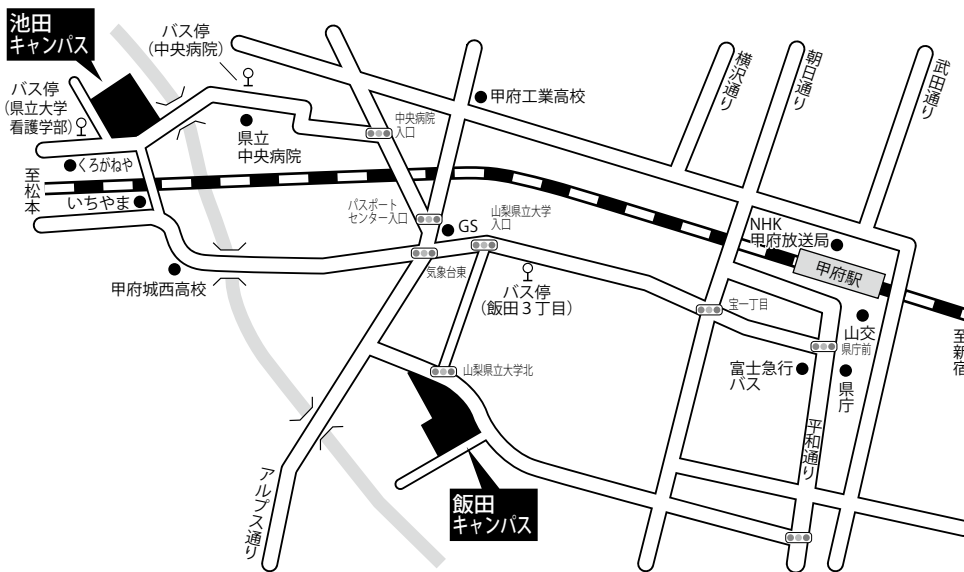 池田
キャンパス
バス停
(中央病院)
バス停
(県立大学
看護学部)
甲府工業高校
横沢通り
朝日通り
武田通り
県立
中央病院
中央病院
入口
くろがねや
至松本
いちやま
パスポート
センター入口
GS
山梨県立大学
入口
NHK
甲府放送局
甲府駅
気象台東
甲府城西高校
バス停
(飯田3丁目)
宝一丁目
山交
県庁前
至新宿
富士急行
バス
県庁
山梨県立大学北
平和通り
アルプス通り
飯田
キャンパス